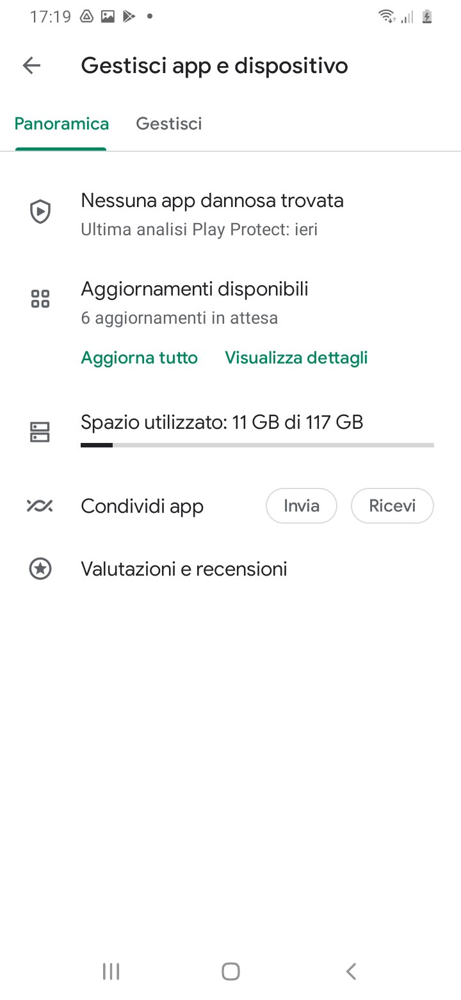 17:19
Gestisci app e dispositivo
Panoramica Gestisci
Nessuna app dannosa trovata
Ultima analisi Play Protect: ieri
Aggiornamenti disponibili
6 aggiornamenti in attesa
Aggiorna tutto Visualizza dettagli
Spazio utilizzato: 11 GB di 117 GB
Condividi app Invia Ricevi
Valutazioni e recensioni